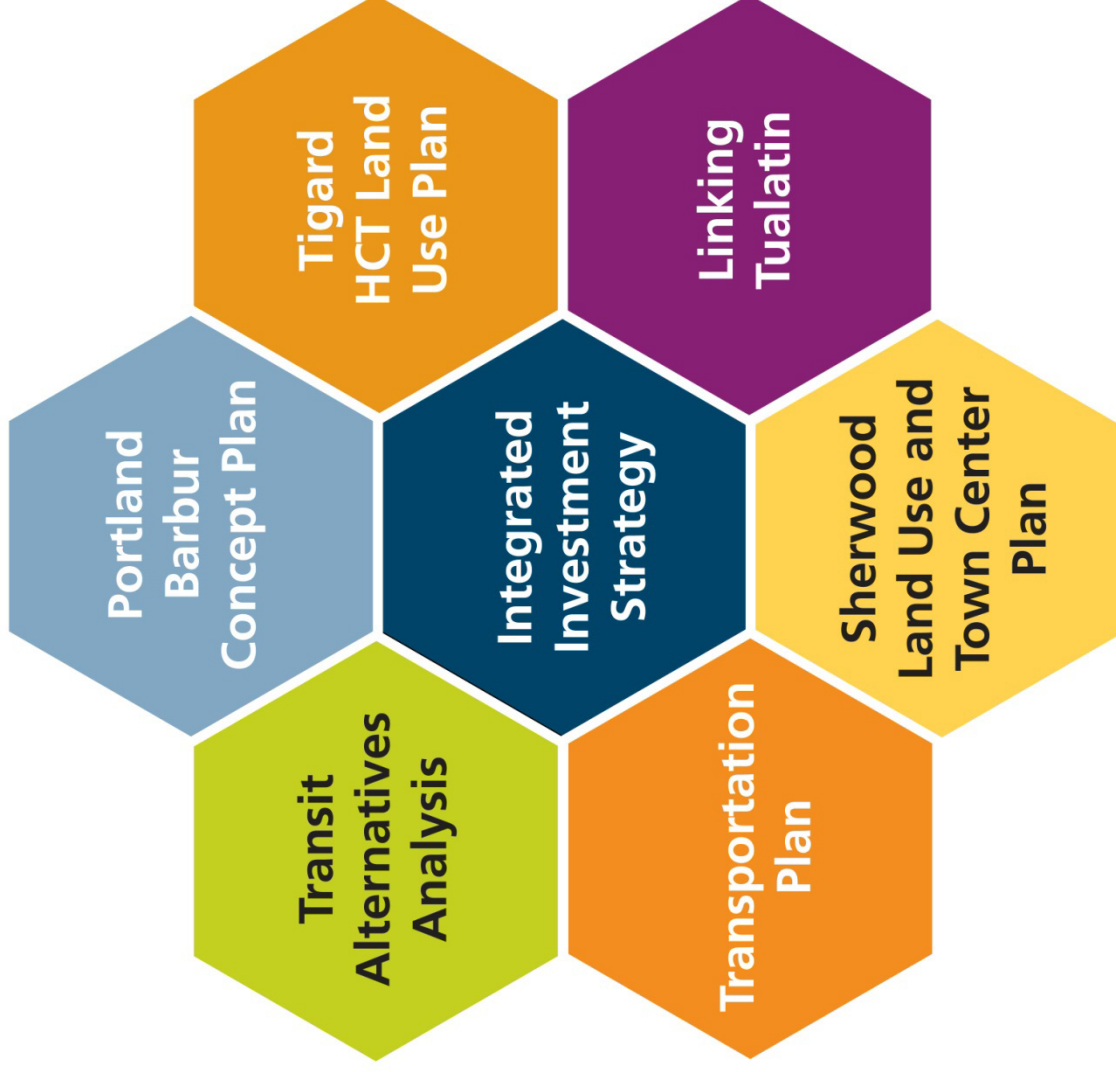 Portland
Barbur
Concept Plan
Transit
Alternatives
Analysis
Tigard
HCT Land
Use Plan
Integrated
Investment
Strategy
Transportation
Plan
Linking
Tualatin
Sherwood
Land Use and
Town Center
Plan